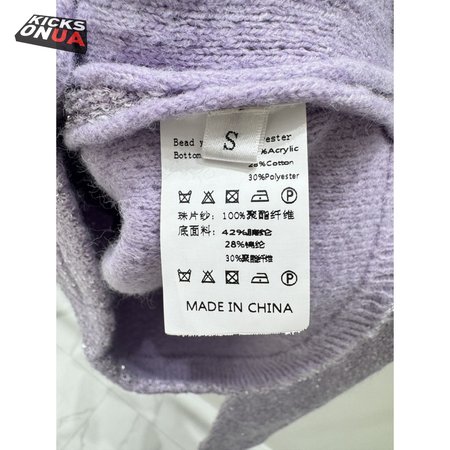 KICKS
ONUA
S
Bead y
ester
Bottom
Acrylic
28%Cotton
30%Polyester
珠片纱：100%聚酯纤维
底面料：42%腈纶
28%棉纶
30%聚酯纤维
MADE IN CHINA